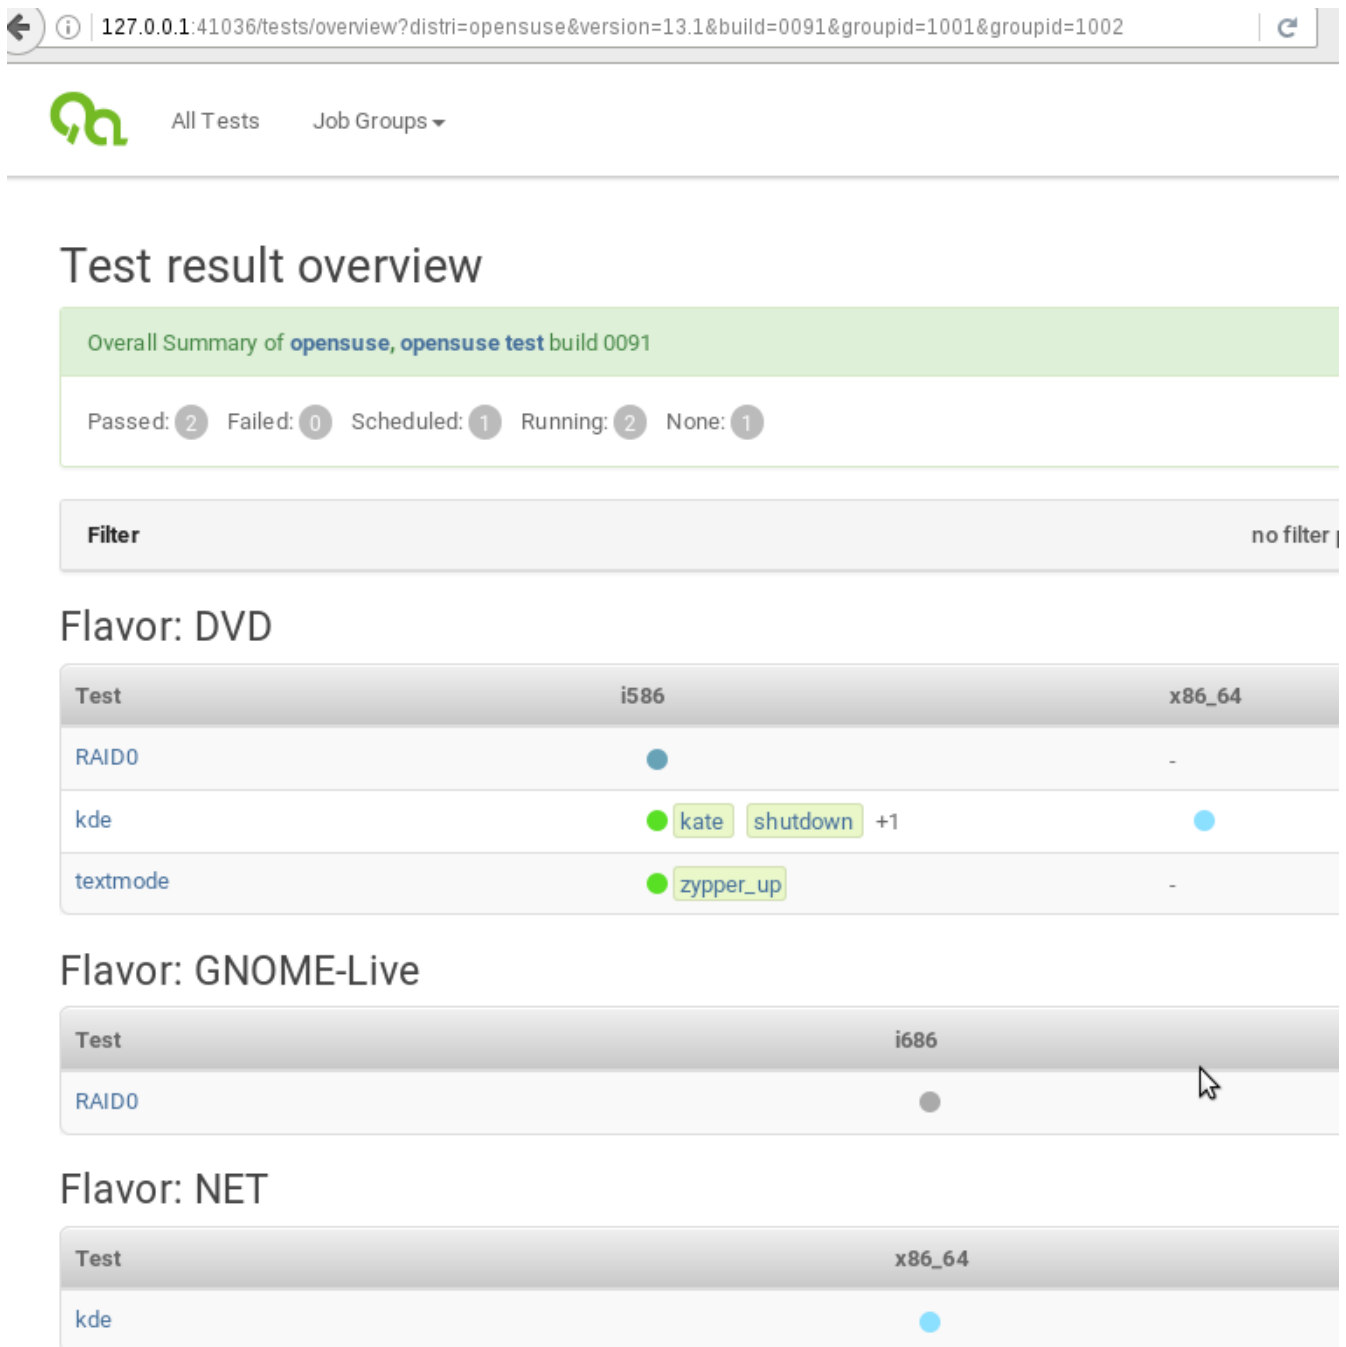 127.0.0.1:41036/tests/overview?distri=opensuse&version=13.1&build=0091&groupid=1001&groupid=1002
All Tests Job Groups
Test result overview
Overall Summary of opensuse, opensuse test build 0091
Passed: 2 Failed: 0 Scheduled: 1 Running: 2 None: 1
Filter no filter
Flavor: DVD
Test i586 x86_64
RAID0 -
kde kate shutdown +1
textmode zypper_up -
Flavor: GNOME-Live
Test i686
RAID0
Flavor: NET
Test x86_64
kde